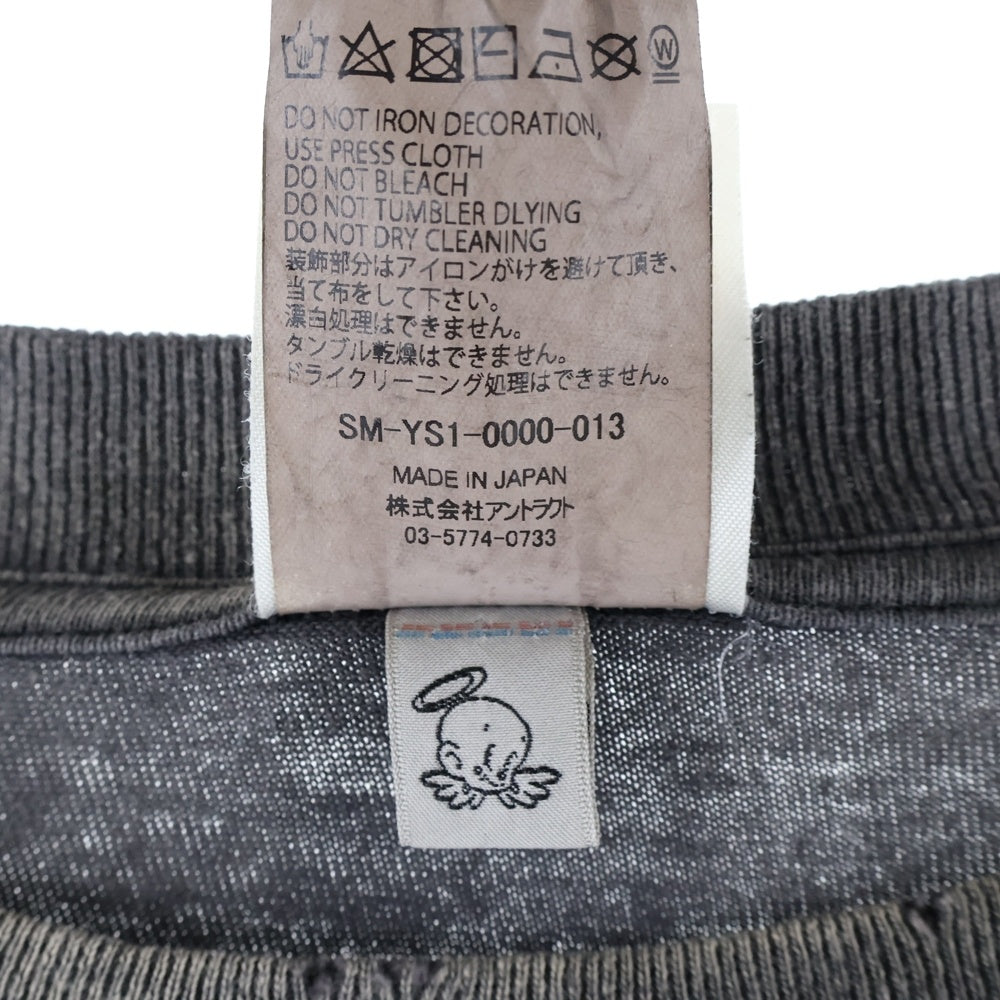 W
DO NOT IRON DECORATION,
USE PRESS CLOTH
DO NOT BLEACH
DO NOT TUMBLER DLYING
DO NOT DRY CLEANING
装飾部分はアイロンがけを避けて頂き、
当て布をして下さい。
漂白処理はできません。
タンブル乾燥はできません。
ドライクリーニング処理はできません。
SM-YS1-0000-013
MADE IN JAPAN
株式会社アントラクト
03-5774-0733